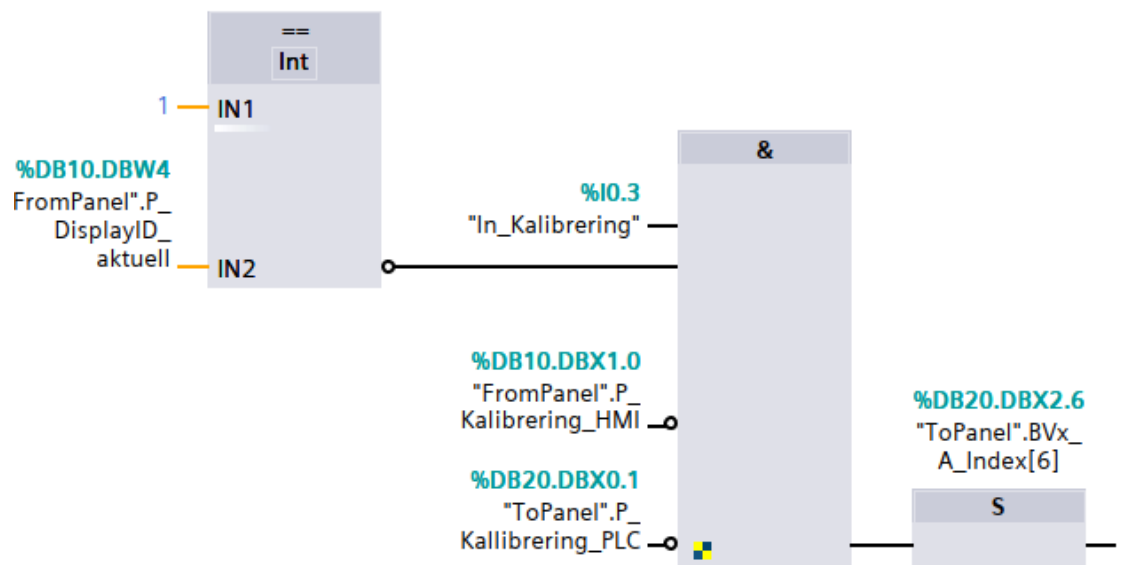 ==
Int
1
IN1
%DB10.DBW4
FromPanel".P_
DisplayID_
aktuell
IN2
&
%I0.3
"In_Kalibrering"
%DB10.DBX1.0
"FromPanel".P_
Kalibrering_HMI
%DB20.DBX0.1
"ToPanel".P_
Kallibrering_PLC
%DB20.DBX2.6
"ToPanel".BVx_
A_Index[6]
S